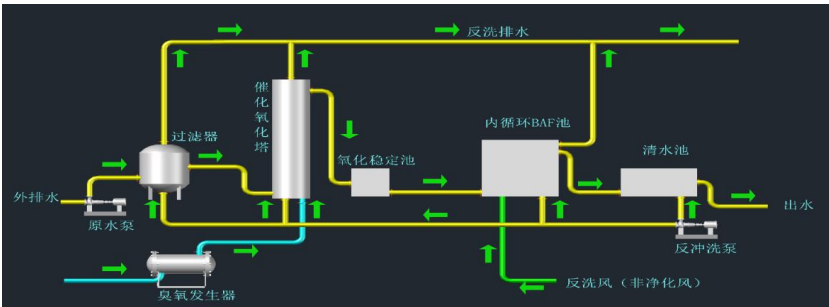 反洗排水
催化氧化塔
过滤器
内循环BAF池
氧化稳定池
清水池
外排水
原水泵
出水
反冲洗泵
臭氧发生器
反洗风（非净化风）